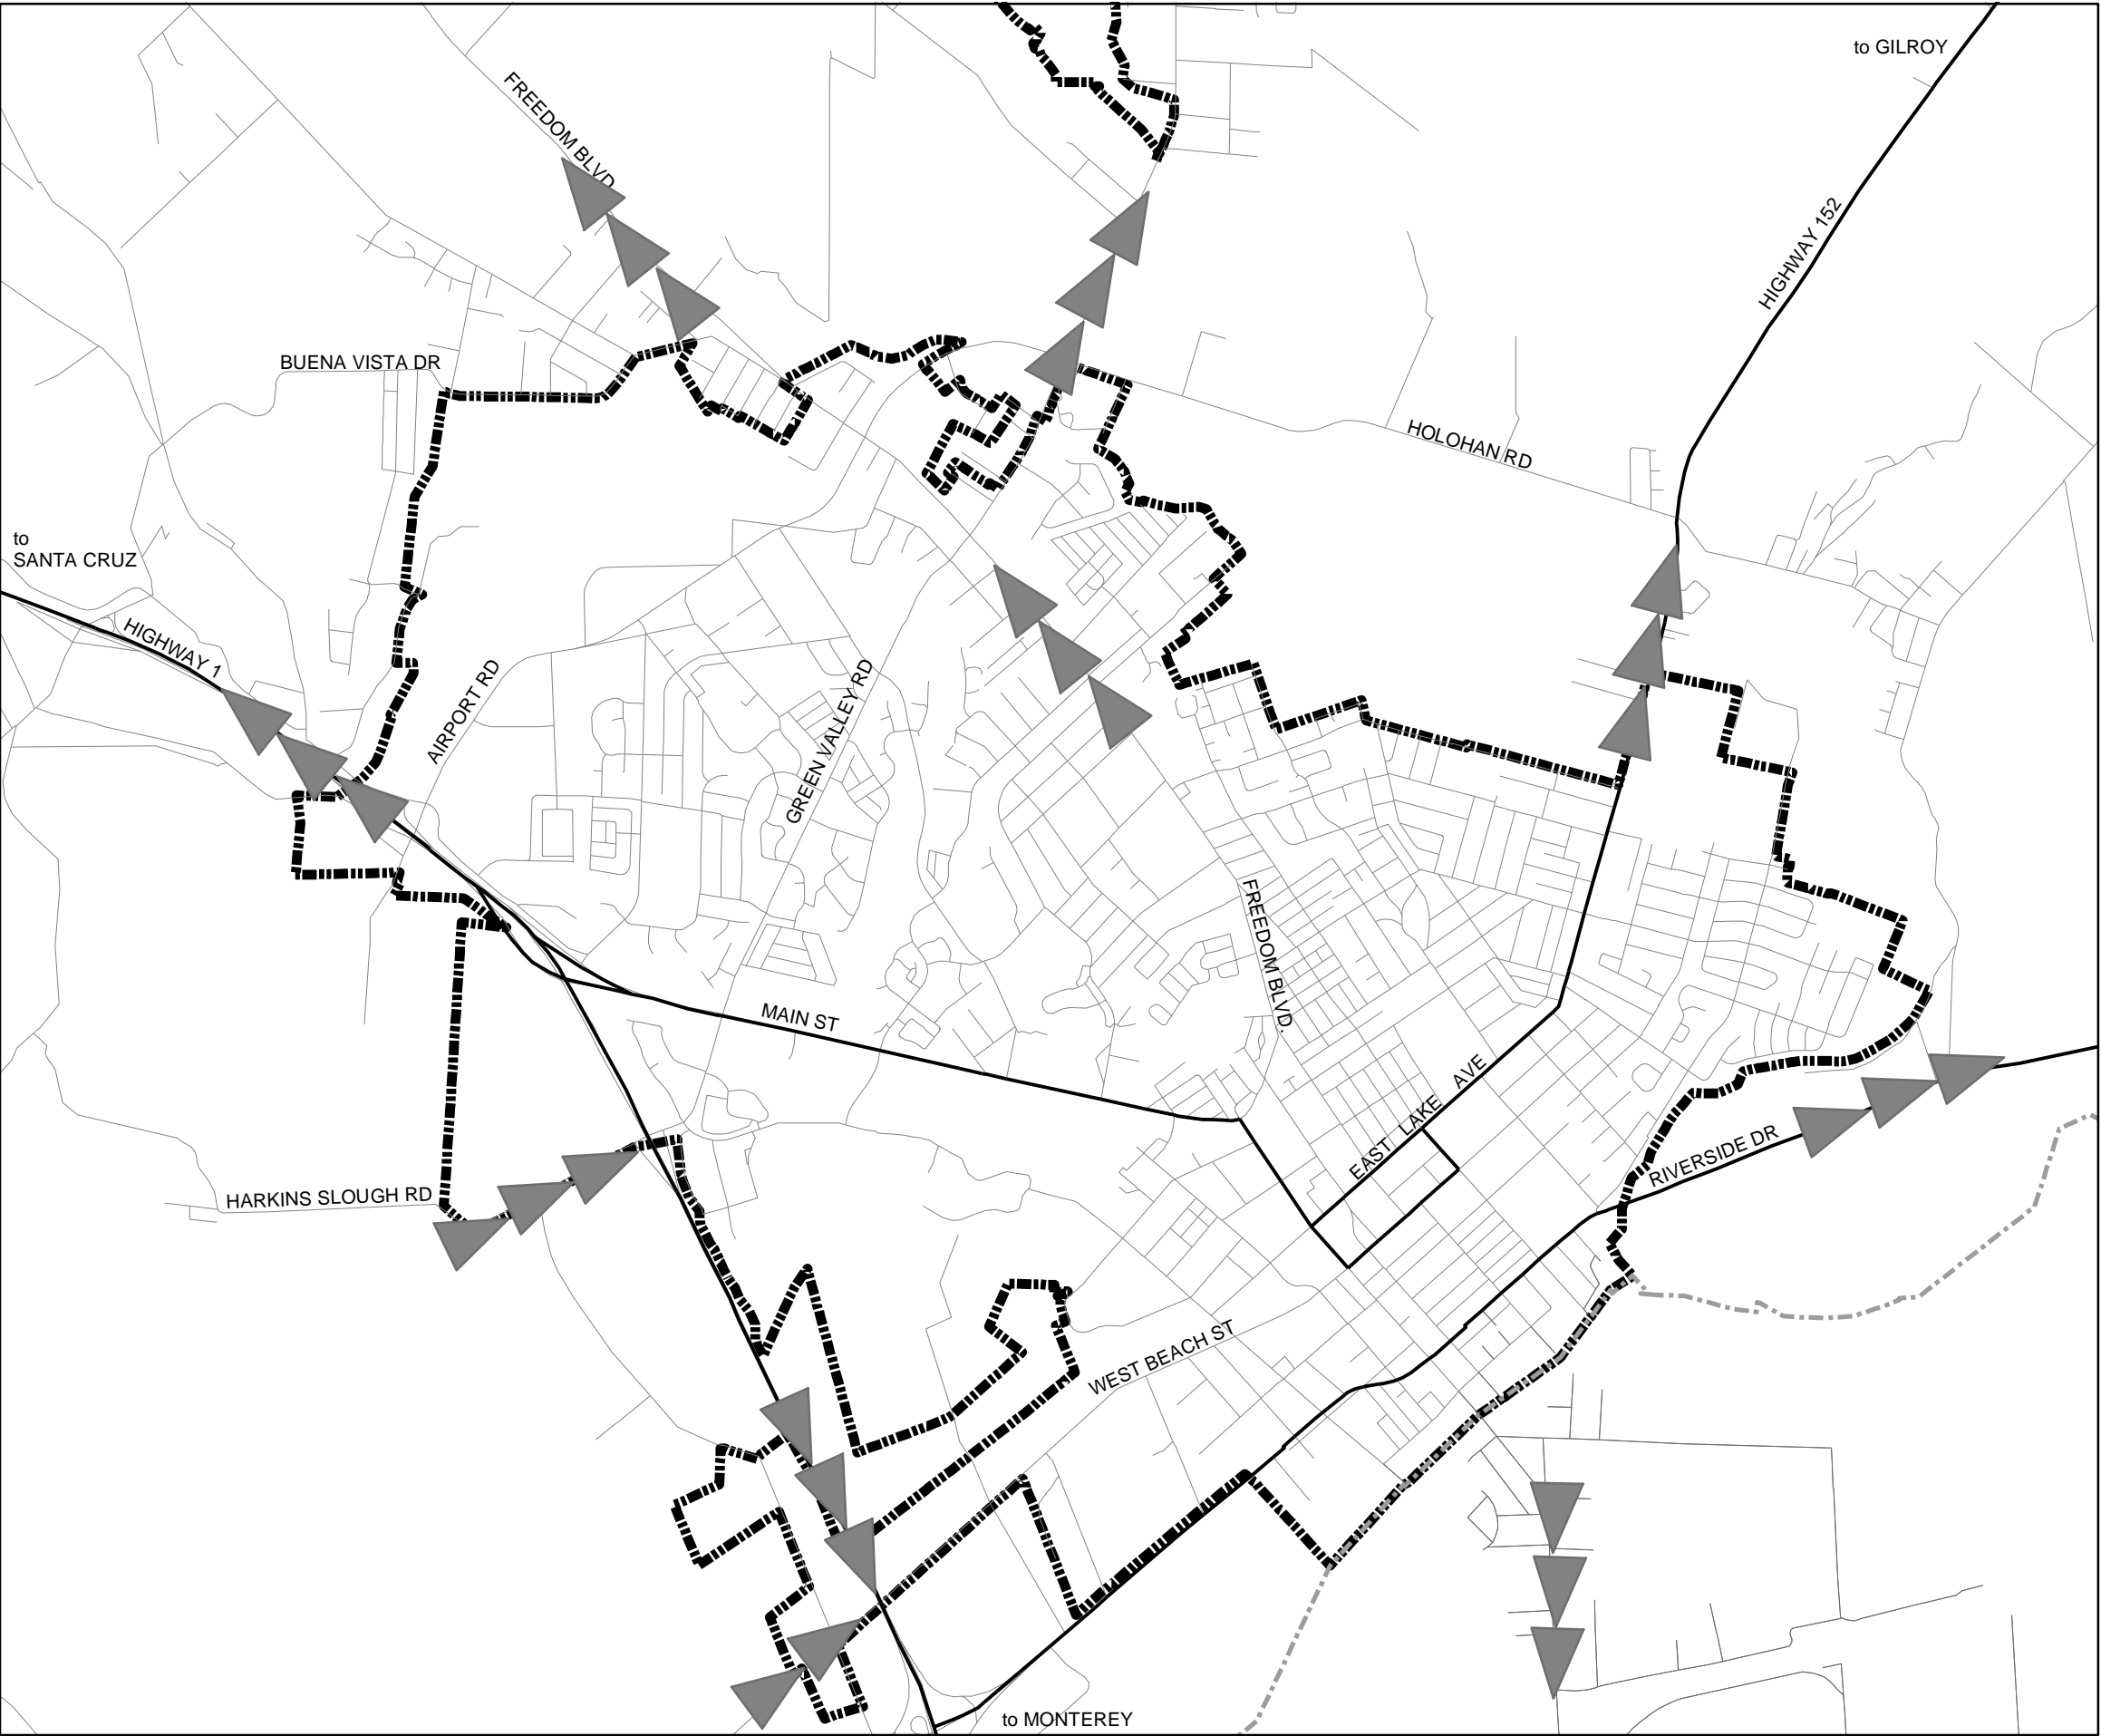 to GILROY
FREEDOM BLVD
HIGHWAY 152
BUENA VISTA DR
HOLOHAN RD
to
SANTA CRUZ
HIGHWAY 1
AIRPORT RD
GREEN VALLEY RD
FREEDOM BLVD.
MAIN ST
EAST LAKE AVE
RIVERSIDE DR
HARKINS SLOUGH RD
WEST BEACH ST
to MONTEREY